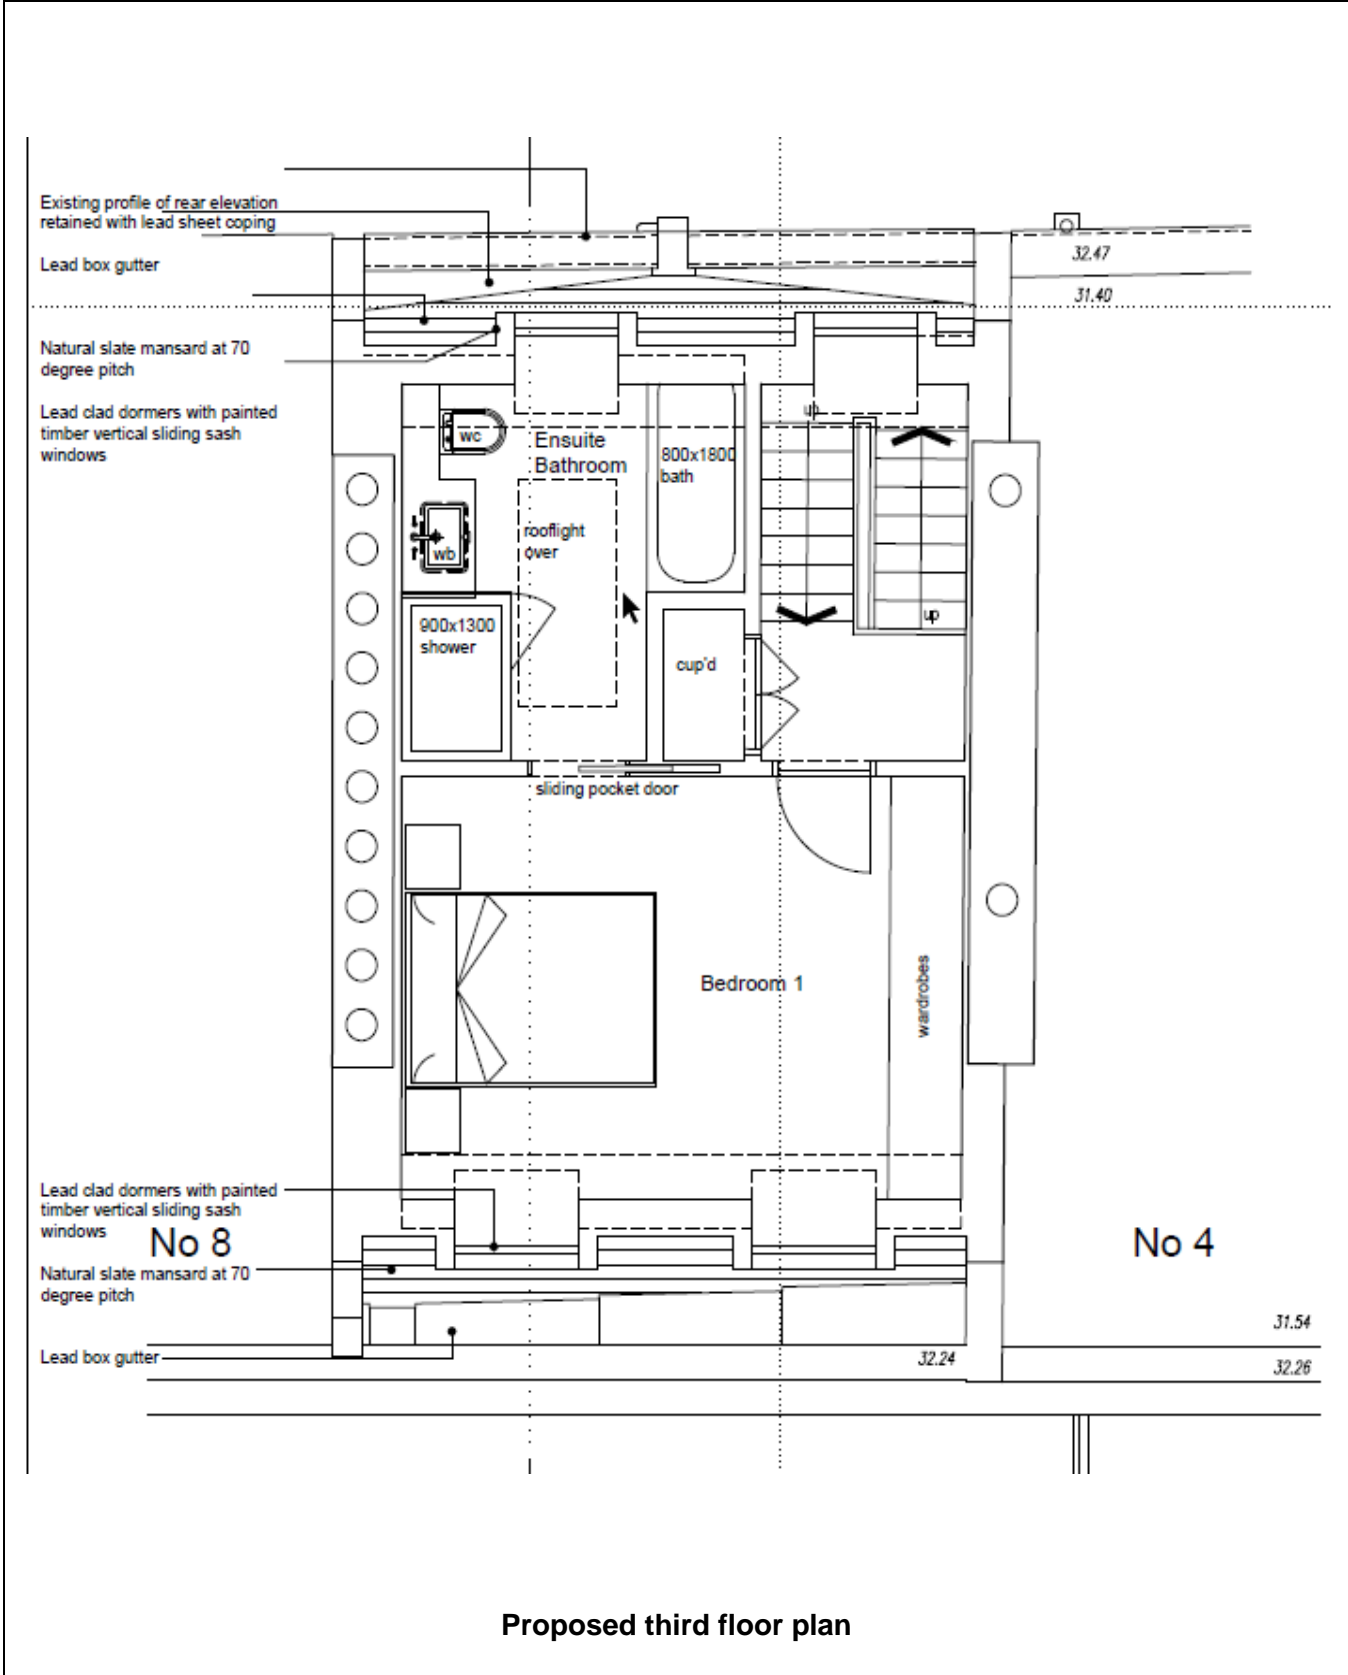 Existing profile of rear elevation
retained with lead sheet coping
Lead box gutter
32.47
31.40
Natural slate mansard at 70
degree pitch
Lead clad dormers with painted
timber vertical sliding sash
windows
up
wc
Ensuite
Bathroom
800x1800
bath
rooflight
over
wb
900x1300
shower
up
cup'd
sliding pocket door
Bedroom 1
wardrobes
Lead clad dormers with painted
timber vertical sliding sash
windows
No 8
No 4
Natural slate mansard at 70
degree pitch
31.54
Lead box gutter
32.24
32.26
Proposed third floor plan